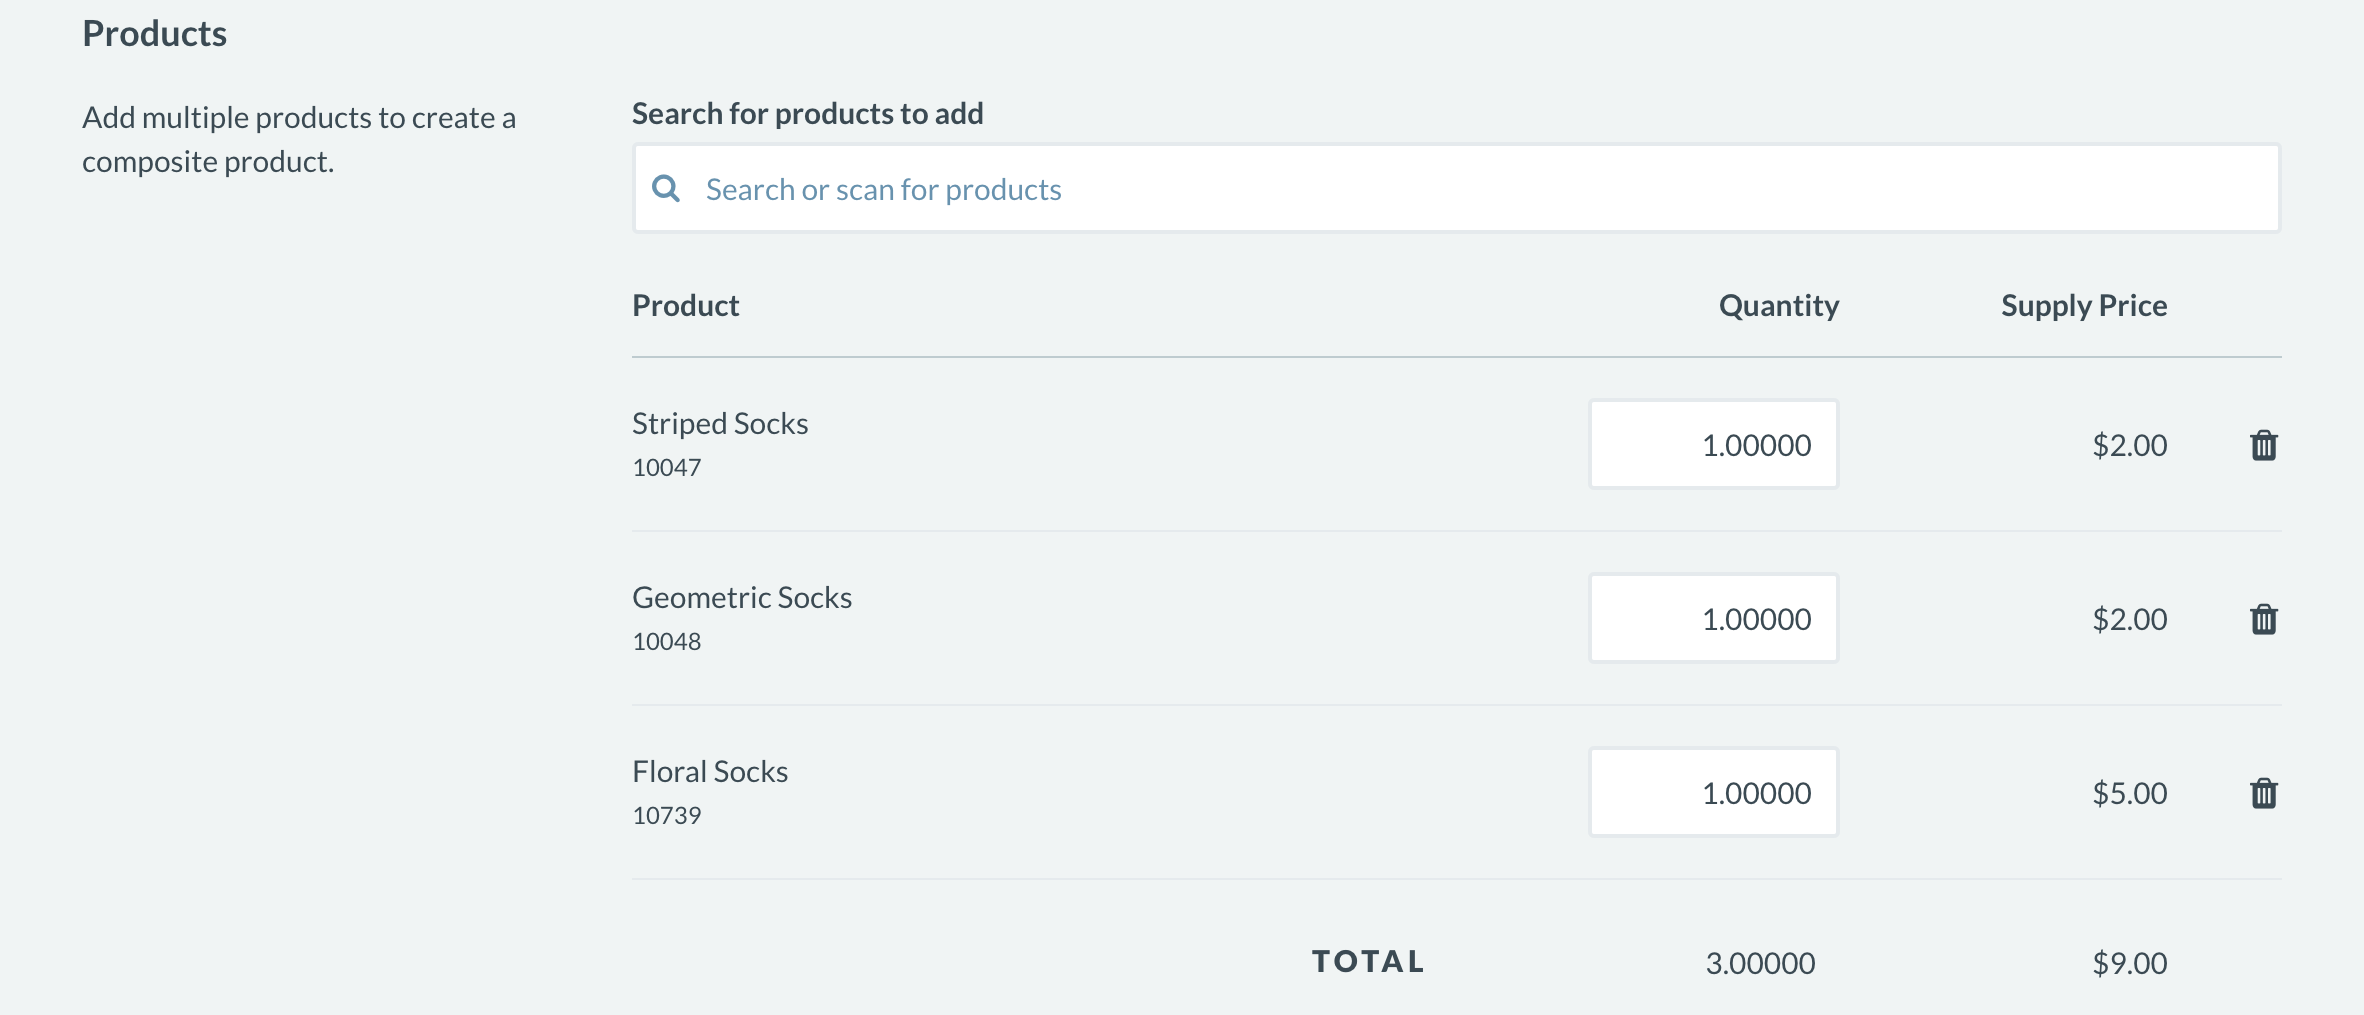 Products
Add multiple products to create a
composite product.
Search for products to add
Search or scan for products
Product Quantity Supply Price
Striped Socks
10047
1.00000 $2.00
Geometric Socks
10048
1.00000 $2.00
Floral Socks
10739
1.00000 $5.00
TOTAL 3.00000 $9.00